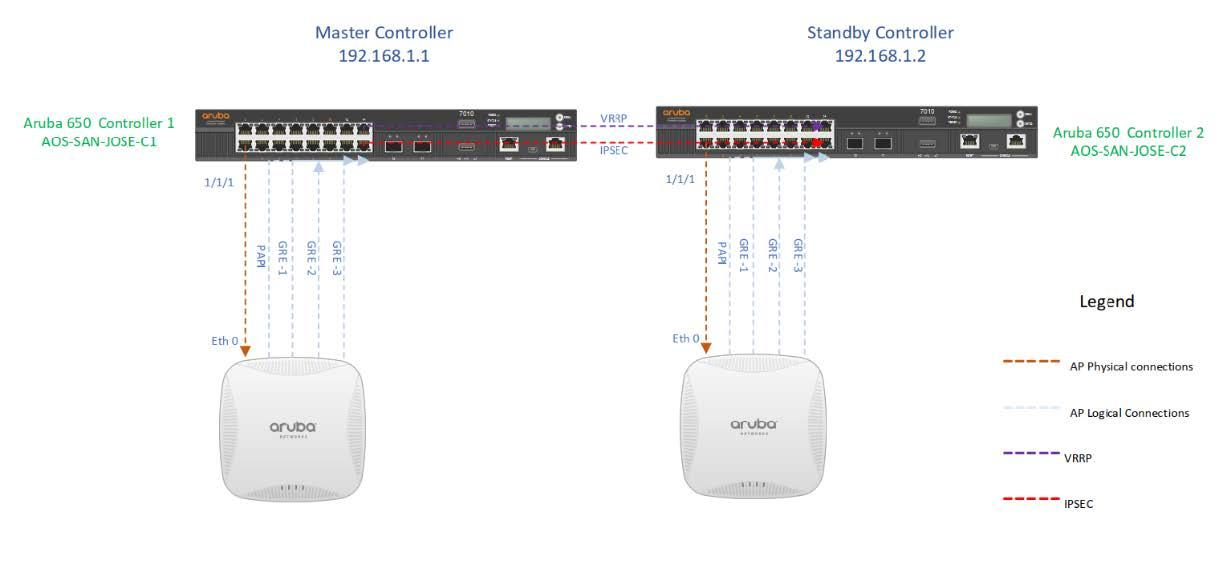 Master Controller
192.168.1.1
Standby Controller
192.168.1.2
Aruba 650 Controller 1
AOS-SAN-JOSE-C1
aruba
7010
VRRP
IPSEC
aruba
7010
Aruba 650 Controller 2
AOS-SAN-JOSE-C2
1/1/1
PAPI
GRE -1
GRE -2
GRE -3
Eth 0
1/1/1
PAPI
GRE -1
GRE -2
GRE -3
Eth 0
aruba
NETWORKS
aruba
NETWORKS
Legend
AP Physical connections
AP Logical Connections
VRRP
IPSEC